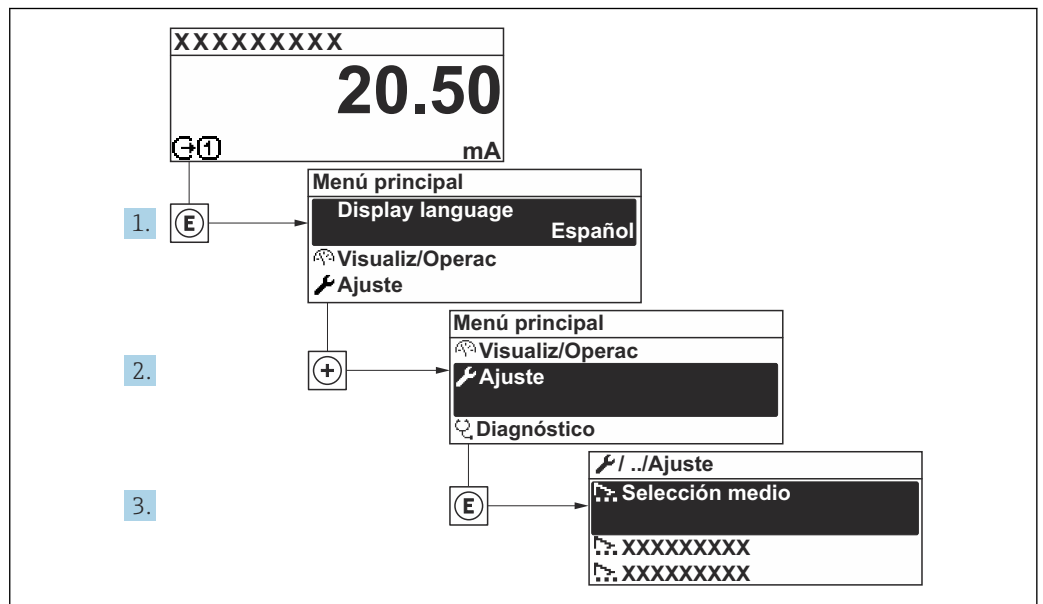 XXXXXXXXX
20.50
1
mA
1.
E
Menú principal
Display language
Español
Visualiz/Operac
Ajuste
2.
+
Menú principal
Visualiz/Operac
Ajuste
Diagnóstico
3.
E
/ ../Ajuste
Selección medio
XXXXXXXXX
XXXXXXXXX